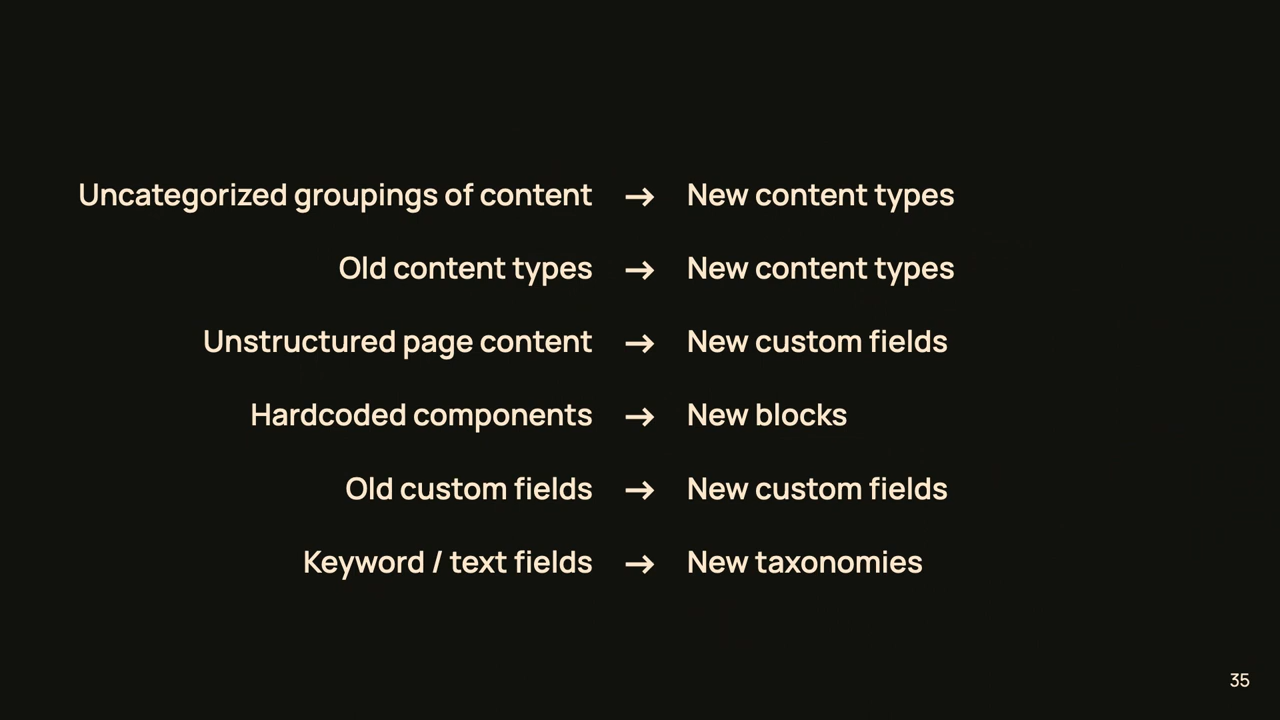 Uncategorized groupings of content → New content types
Old content types → New content types
Unstructured page content → New custom fields
Hardcoded components → New blocks
Old custom fields → New custom fields
Keyword / text fields → New taxonomies
35